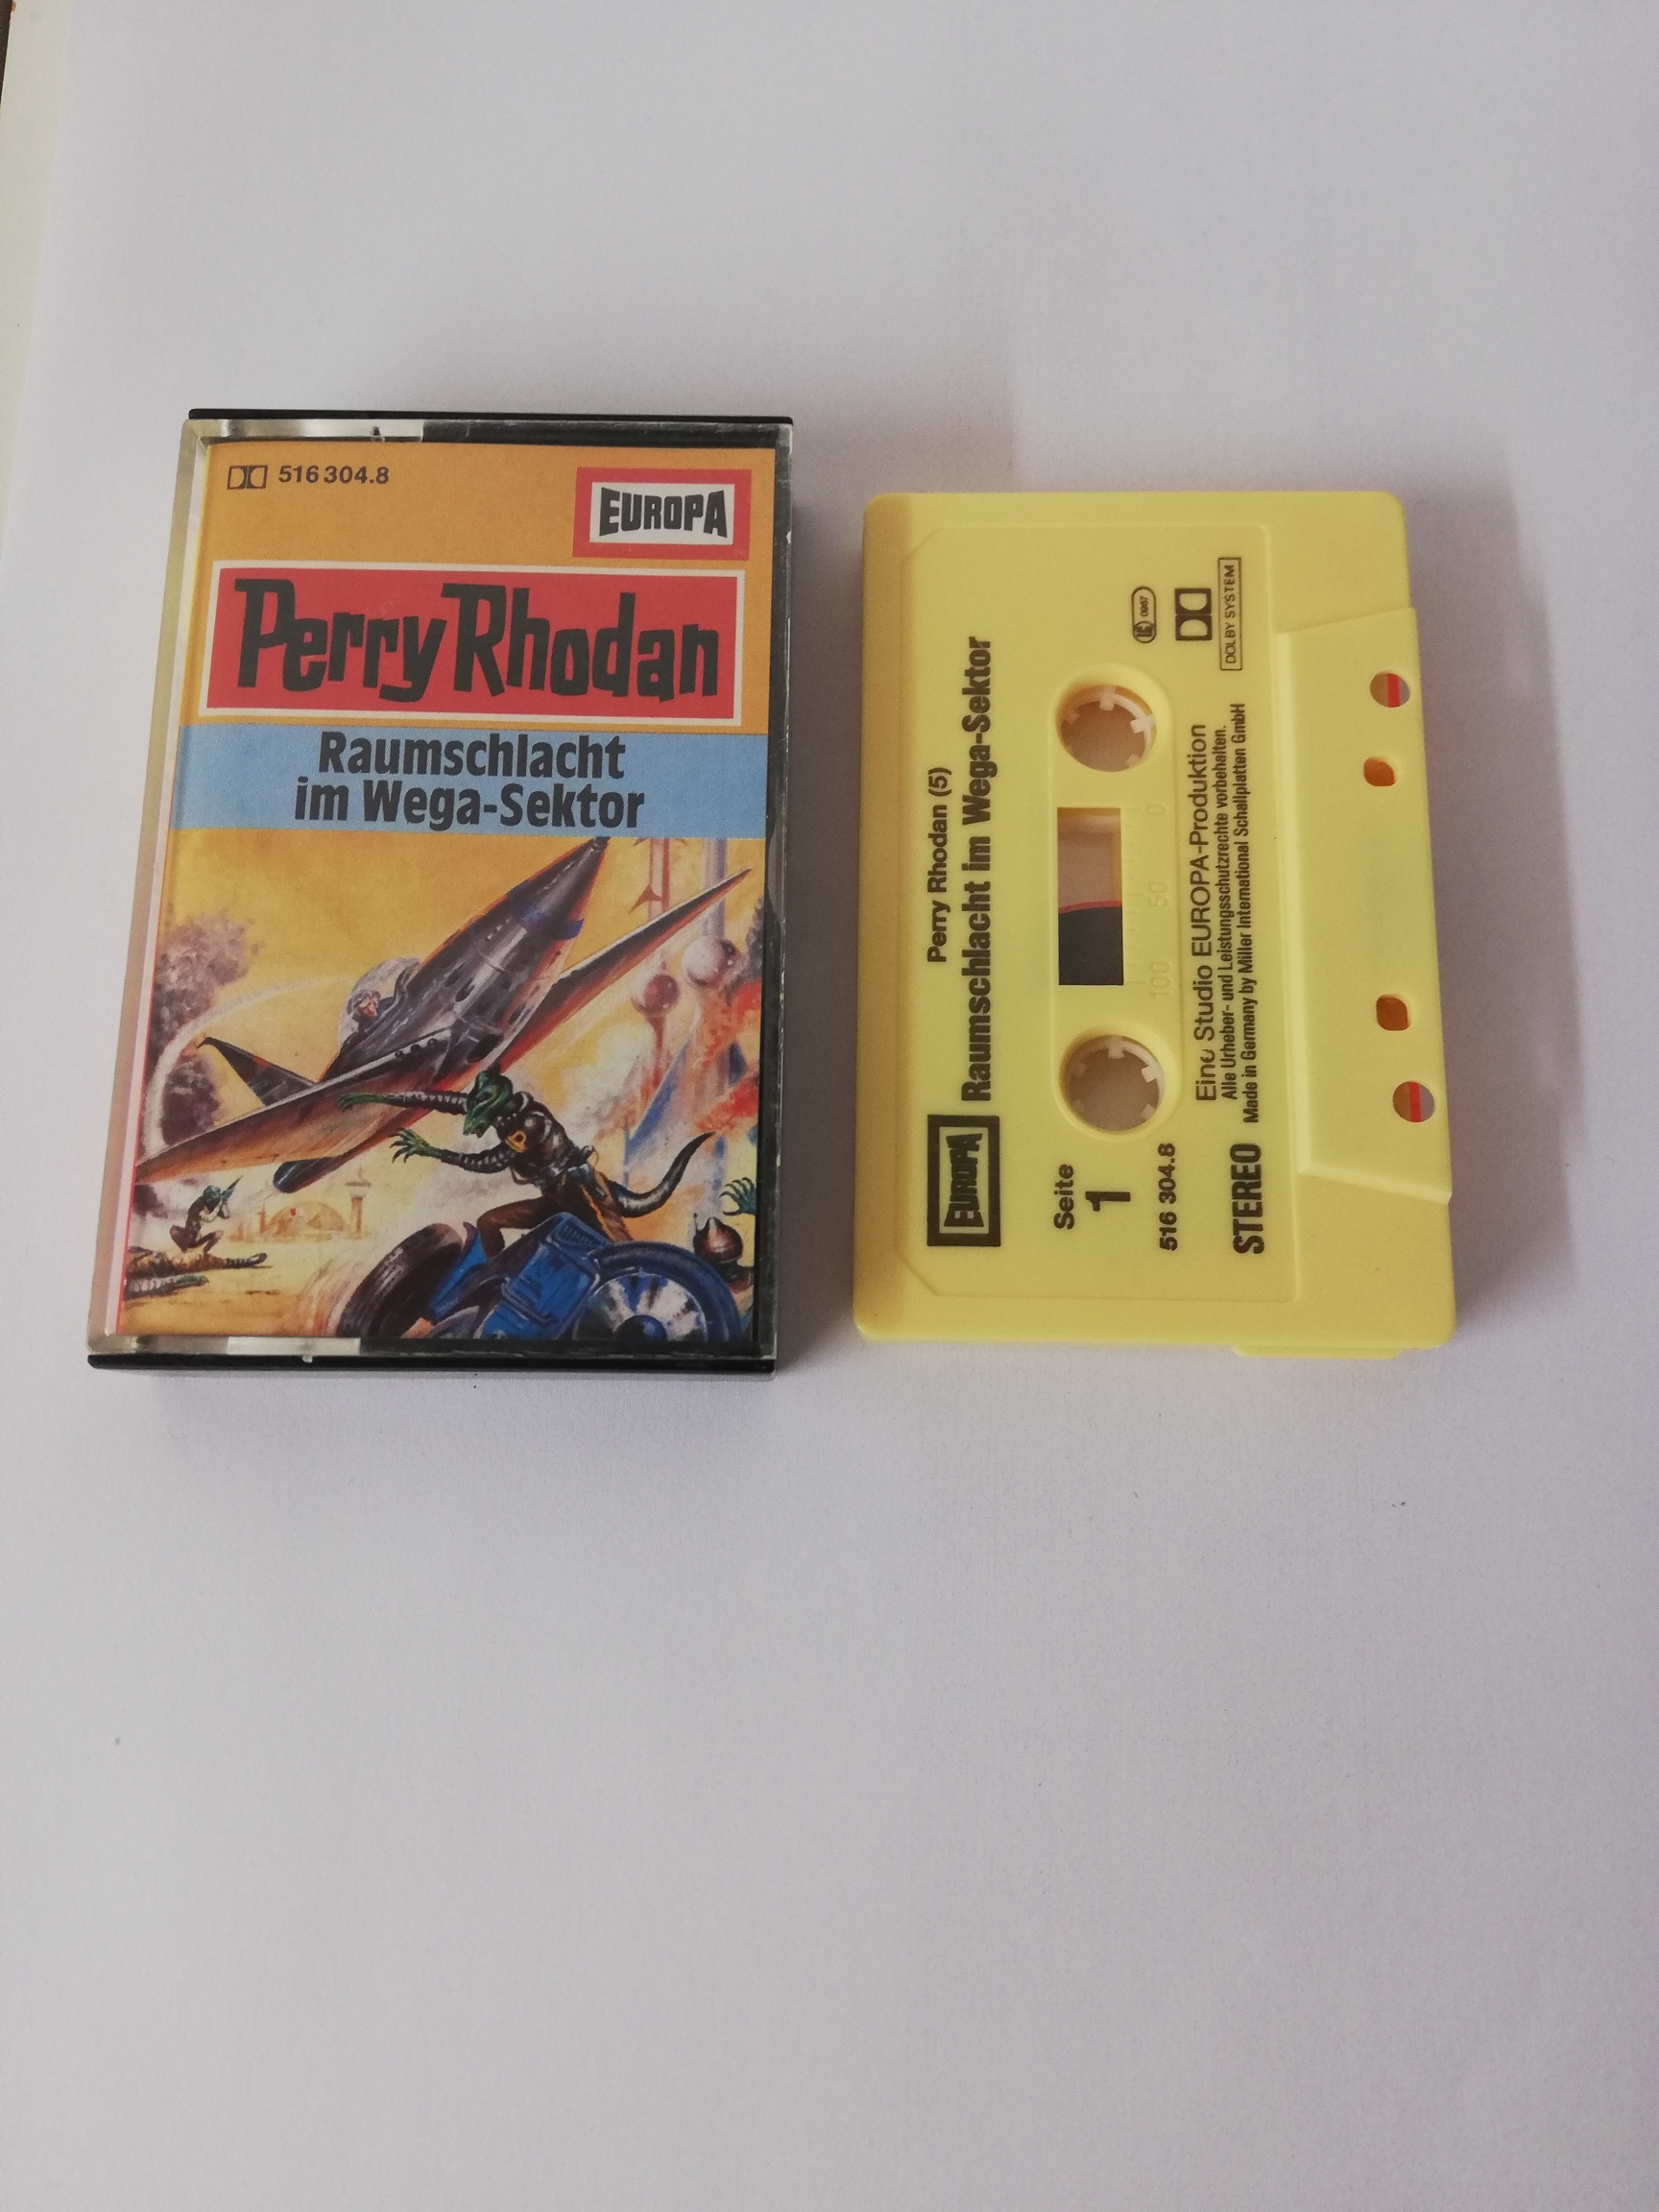 516 304.8
EUROPA
Perry Rhodan
Raumschlacht
im Wega-Sektor
P
EUROPA
Perry Rhodan (5)
Raumschlacht im Wega-Sektor
Seite
1
516 304.8
STEREO
100 50 0
DOLBY SYSTEM
Eine Studio EUROPA-Produktion
Alle Urheber- und Leistungsschutzrechte vorbehalten.
Made in Germany by Miller International Schallplatten GmbH